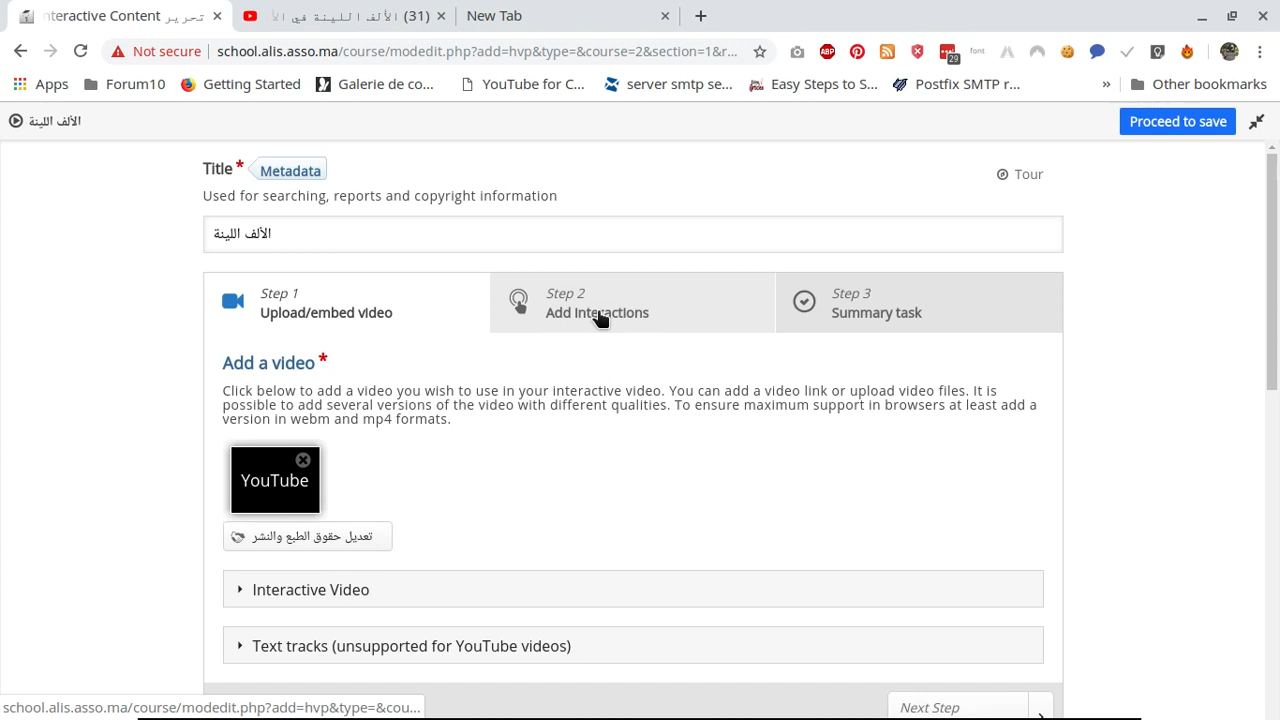 nteractive Content تحرير
(31) الألف اللينة في الأ
New Tab
Not secure
school.alis.asso.ma/course/modedit.php?add=hvp&type=&course=2&section=1&r...
ABP
29
font
Apps
Forum10
Getting Started
Galerie de co...
YouTube for C...
server smtp se...
Easy Steps to S...
Postfix SMTP r...
»
Other bookmarks
الألف اللينة
Proceed to save
Title *
Metadata
Tour
Used for searching, reports and copyright information
الألف اللينة
Step 1
Upload/embed video
Step 2
Add interactions
Step 3
Summary task
Add a video *
Click below to add a video you wish to use in your interactive video. You can add a video link or upload video files. It is
possible to add several versions of the video with different qualities. To ensure maximum support in browsers at least add a
version in webm and mp4 formats.
YouTube
تعديل حقوق الطبع والنشر
Interactive Video
Text tracks (unsupported for YouTube videos)
Next Step
school.alis.asso.ma/course/modedit.php?add=hvp&type=&cou...